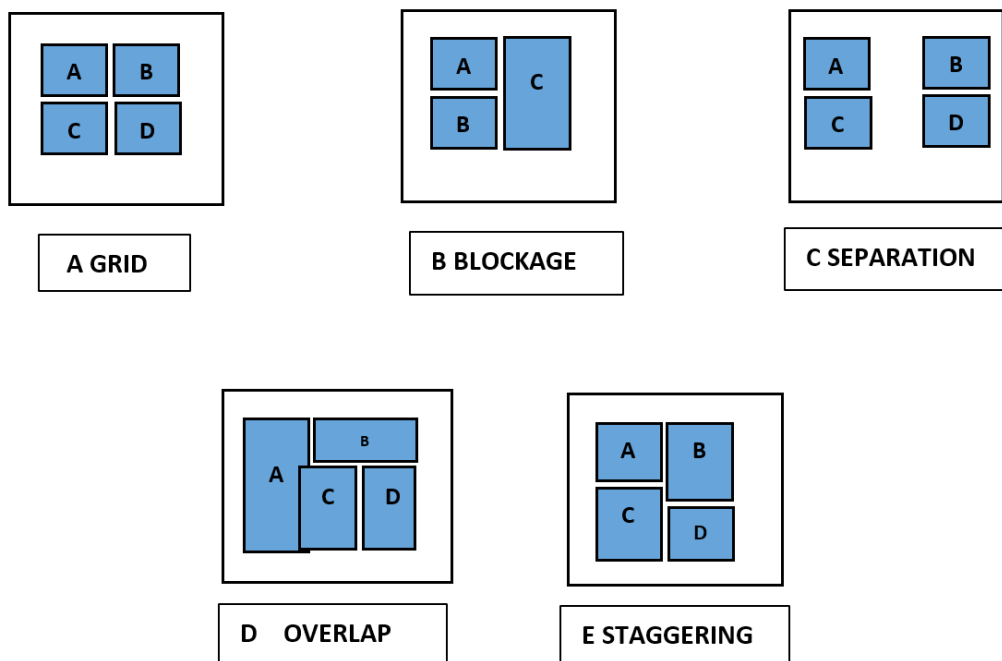 A B
C D
A GRID
A C
B
B BLOCKAGE
A B
C D
C SEPARATION
B
A C D
D OVERLAP
A B
C
D
E STAGGERING